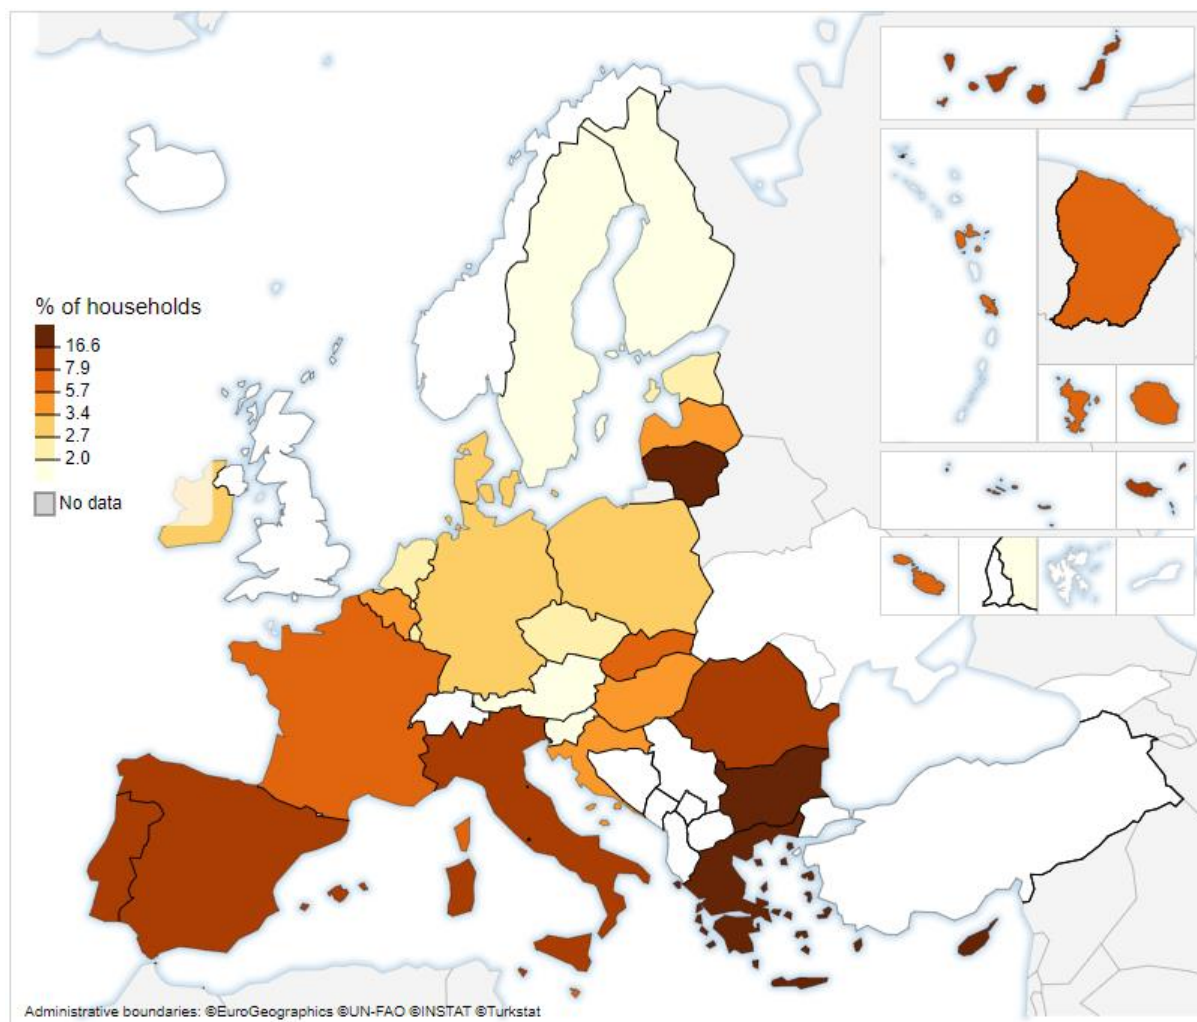 % of households
16.6
7.9
5.7
3.4
2.7
2.0
No data
Administrative boundaries: ©EuroGeographics ©UN-FAO ©INSTAT ©Turkstat